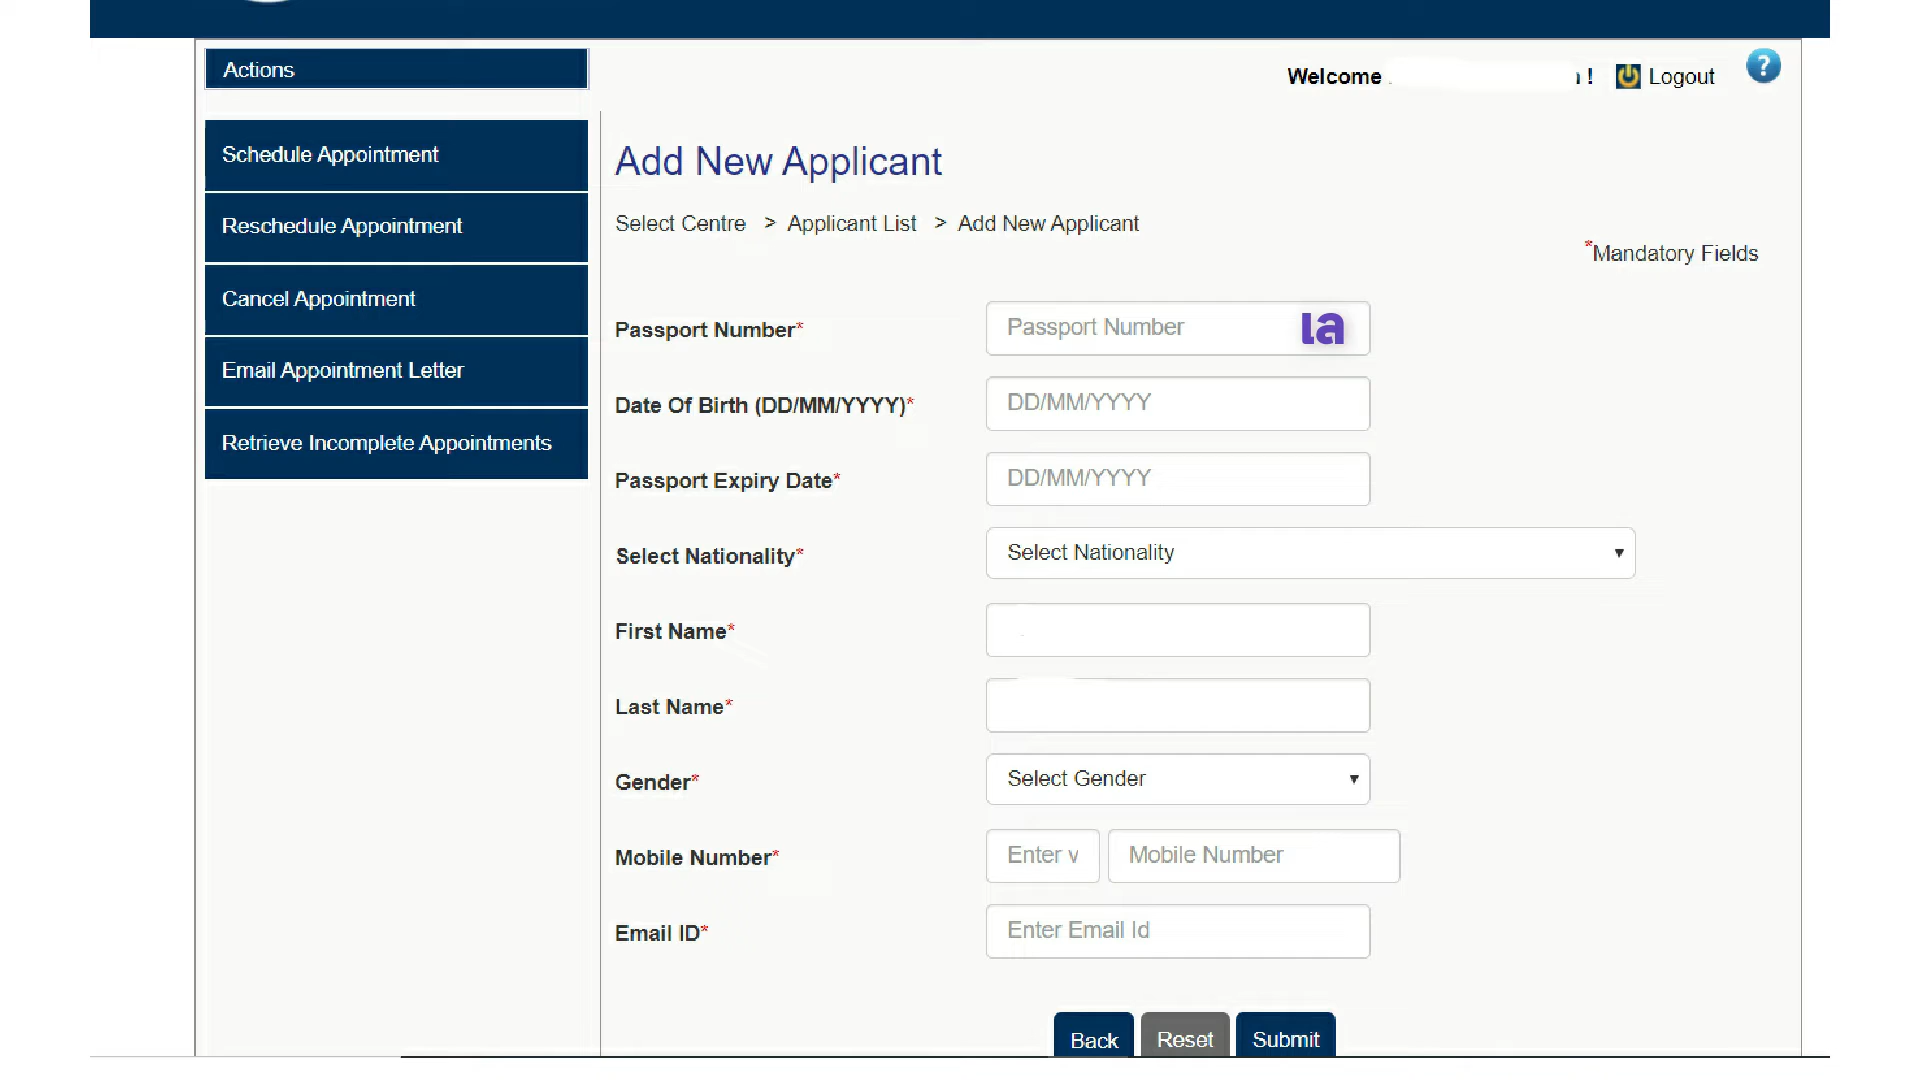 Actions
Welcome ! Logout ?
Schedule Appointment
Reschedule Appointment
Cancel Appointment
Email Appointment Letter
Retrieve Incomplete Appointments
Add New Applicant
Select Centre > Applicant List > Add New Applicant
*Mandatory Fields
Passport Number* Passport Number la
Date Of Birth (DD/MM/YYYY)* DD/MM/YYYY
Passport Expiry Date* DD/MM/YYYY
Select Nationality* Select Nationality
First Name*
Last Name*
Gender* Select Gender
Mobile Number* Enter Mobile Number
Email ID* Enter Email Id
Back Reset Submit